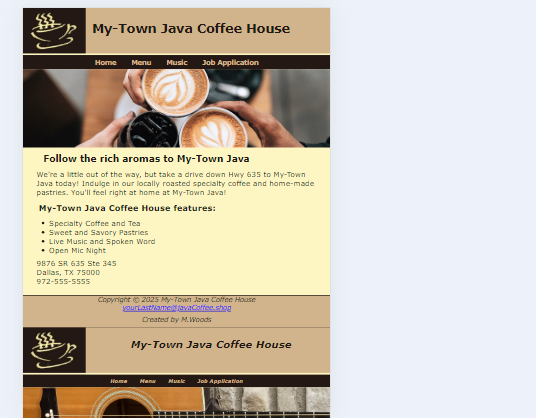 My-Town Java Coffee House
Home Menu Music Job Application
Follow the rich aromas to My-Town Java
We're a little out of the way, but take a drive down Hwy 635 to My-Town
Java today! Indulge in our locally roasted specialty coffee and home-made
pastries. You'll feel right at home at My-Town Java!
My-Town Java Coffee House features:
• Specialty Coffee and Tea
• Sweet and Savory Pastries
• Live Music and Spoken Word
• Open Mic Night
9876 SR 635 Ste 345
Dallas, TX 75000
972-555-5555
Copyright © 2025 My-Town Java Coffee House
yourLastName@JavaCoffee.shop
Created by M.Woods
My-Town Java Coffee House
Home Menu Music Job Application